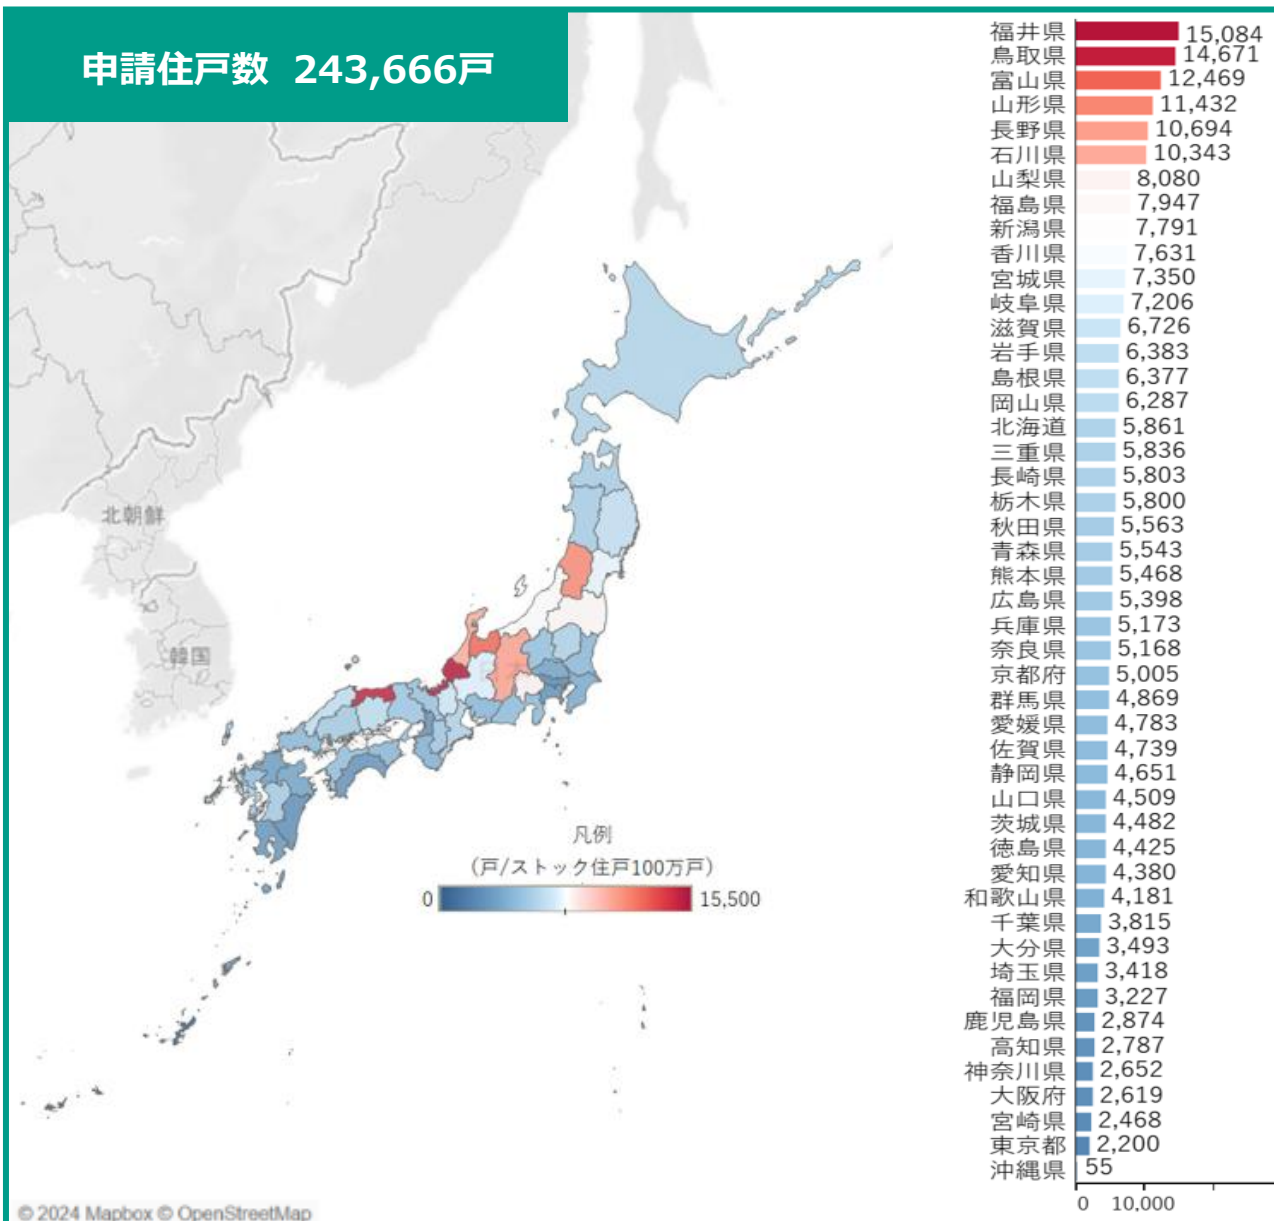 申請住戸数 243,666戸
北朝鮮
韓国
凡例
(戸/ストック住戸100万戸)
0 15,500
© 2024 Mapbox © OpenStreetMap
福井県 15,084
鳥取県 14,671
富山県 12,469
山形県 11,432
長野県 10,694
石川県 10,343
山梨県 8,080
福島県 7,947
新潟県 7,791
香川県 7,631
宮城県 7,350
岐阜県 7,206
滋賀県 6,726
岩手県 6,383
島根県 6,377
岡山県 6,287
北海道 5,861
三重県 5,836
長崎県 5,803
栃木県 5,800
秋田県 5,563
青森県 5,543
熊本県 5,468
広島県 5,398
兵庫県 5,173
奈良県 5,168
京都府 5,005
群馬県 4,869
愛媛県 4,783
佐賀県 4,739
静岡県 4,651
山口県 4,509
茨城県 4,482
徳島県 4,425
愛知県 4,380
和歌山県 4,181
千葉県 3,815
大分県 3,493
埼玉県 3,418
福岡県 3,227
鹿児島県 2,874
高知県 2,787
神奈川県 2,652
大阪府 2,619
宮崎県 2,468
東京都 2,200
沖縄県 55
0 10,000